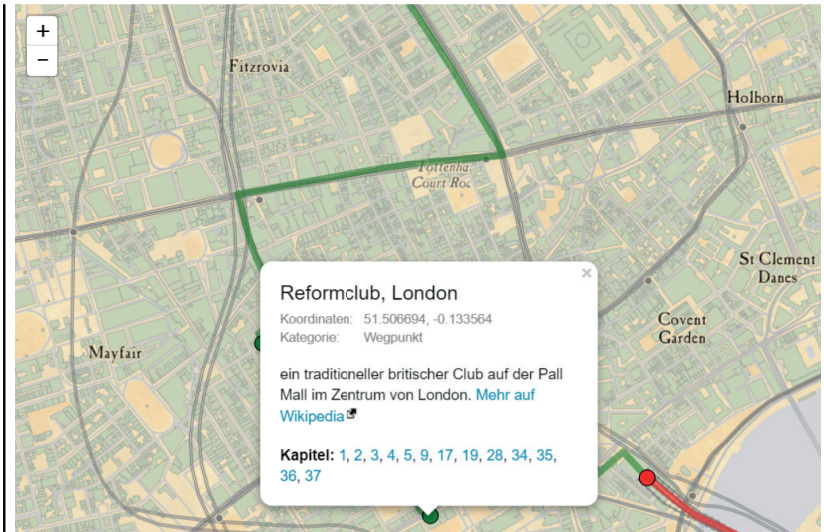 +
−
Fitzrovia
Holborn
Tottenha
Court Roc
St Clement
Danes
Covent
Garden
Mayfair
×
Reformclub, London
Koordinaten: 51.506694, -0.133564
Kategorie: Wegpunkt
ein traditioneller britischer Club auf der Pall
Mall im Zentrum von London. Mehr auf
Wikipedia
Kapitel: 1, 2, 3, 4, 5, 9, 17, 19, 28, 34, 35,
36, 37